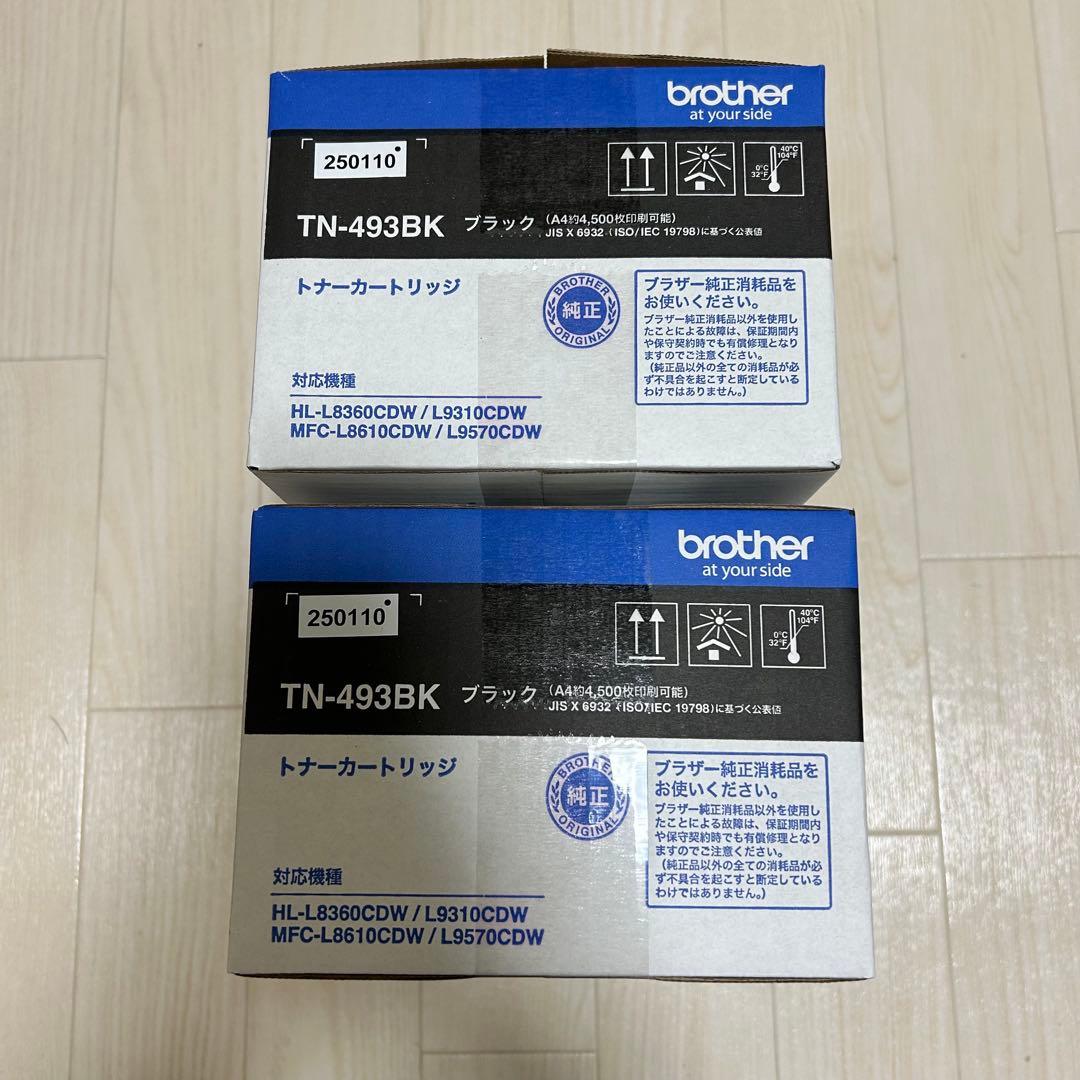 brother
at your side
250110
40°C
104°F
0°C
32°F
TN-493BK ブラック (A4約4,500枚印刷可能)
JIS X 6932 (ISO/IEC 19798)に基づく公表値
トナーカートリッジ
BROTHER
純正
ORIGINAL
ブラザー純正消耗品を
お使いください。
ブラザー純正消耗品以外を使用し
たことによる故障は、保証期間内
や保守契約時でも有償修理となり
ますのでご注意ください。
(純正品以外の全ての消耗品が必
ず不具合を起こすと断定している
わけではありません。)
対応機種
HL-L8360CDW / L9310CDW
MFC-L8610CDW / L9570CDW
brother
at your side
250110
40°C
104°F
0°C
32°F
TN-493BK ブラック (A4約4,500枚印刷可能)
JIS X 6932 (ISO/IEC 19798)に基づく公表値
トナーカートリッジ
BROTHER
純正
ORIGINAL
ブラザー純正消耗品を
お使いください。
ブラザー純正消耗品以外を使用し
たことによる故障は、保証期間内
や保守契約時でも有償修理となり
ますのでご注意ください。
(純正品以外の全ての消耗品が必
ず不具合を起こすと断定している
わけではありません。)
対応機種
HL-L8360CDW / L9310CDW
MFC-L8610CDW / L9570CDW